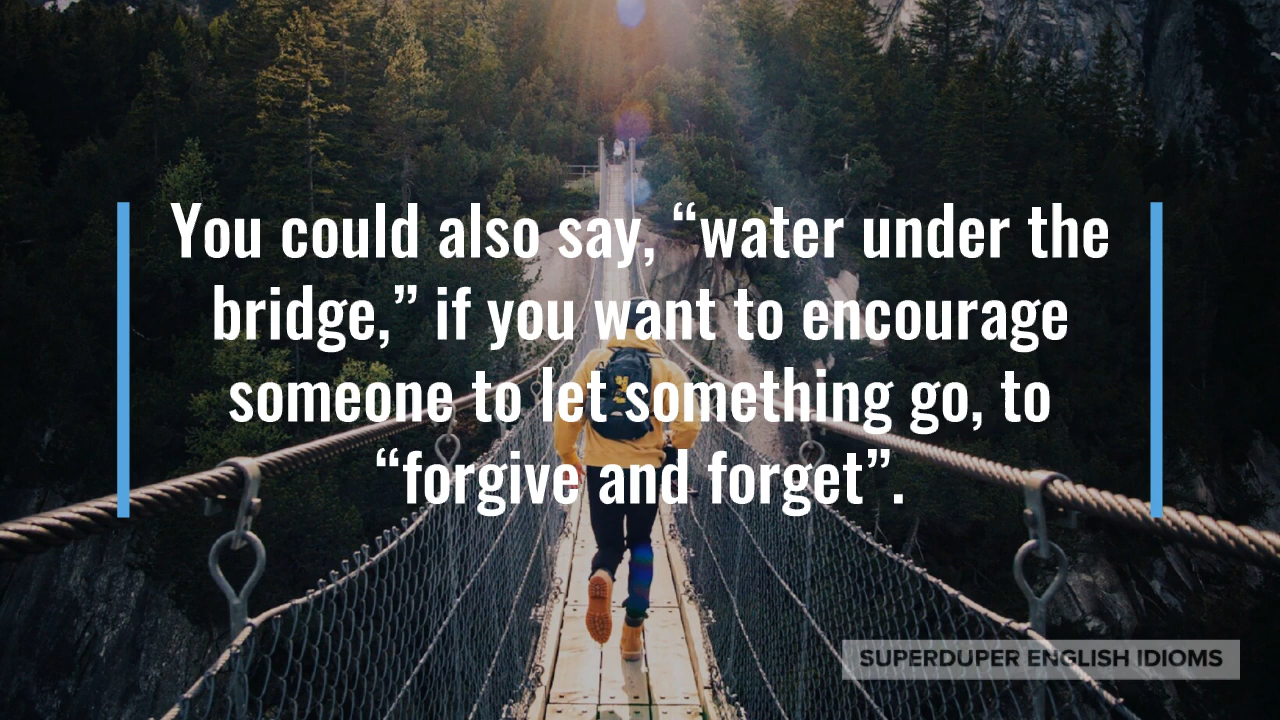 You could also say, “water under the
bridge,” if you want to encourage
someone to let something go, to
“forgive and forget”.
SUPERDUPER ENGLISH IDIOMS